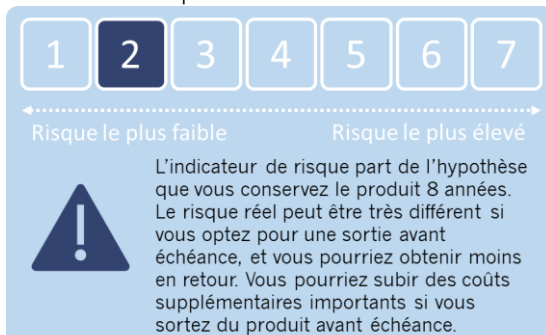 1 2 3 4 5 6 7
Risque le plus faible Risque le plus élevé
L'indicateur de risque part de l'hypothèse
que vous conservez le produit 8 années.
Le risque réel peut être très différent si
vous optez pour une sortie avant
échéance, et vous pourriez obtenir moins
en retour. Vous pourriez subir des coûts
supplémentaires importants si vous
sortez du produit avant échéance.